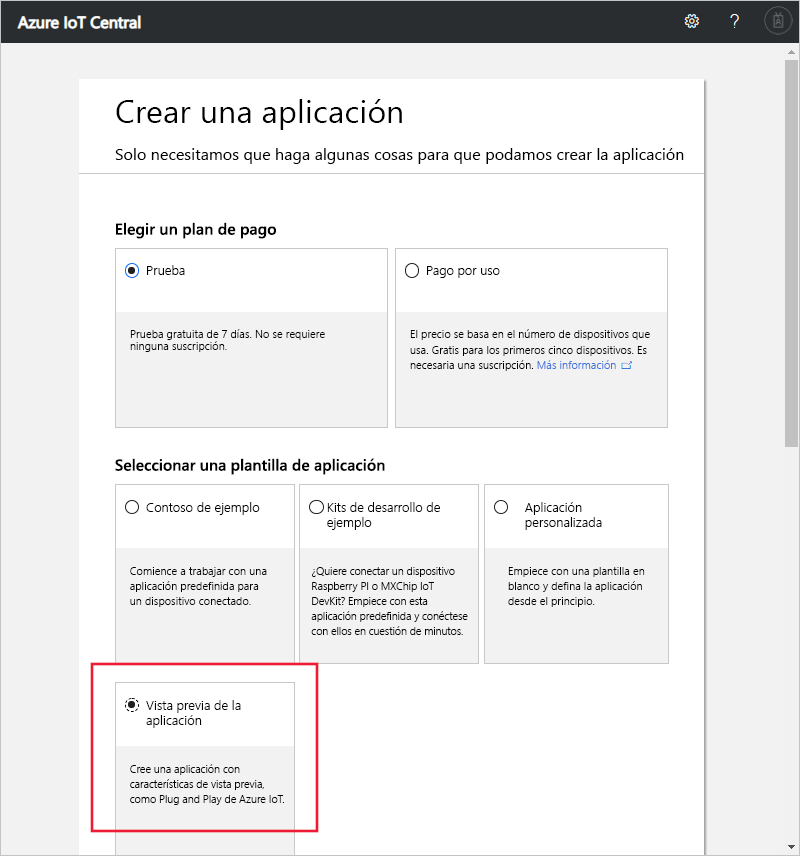 Azure IoT Central
?
Crear una aplicación
Solo necesitamos que haga algunas cosas para que podamos crear la aplicación
Elegir un plan de pago
Prueba
Prueba gratuita de 7 días. No se requiere
ninguna suscripción.
Pago por uso
El precio se basa en el número de dispositivos que
usa. Gratis para los primeros cinco dispositivos. Es
necesaria una suscripción. Más información
Seleccionar una plantilla de aplicación
Contoso de ejemplo
Comience a trabajar con una
aplicación predefinida para
un dispositivo conectado.
Kits de desarrollo de
ejemplo
¿Quiere conectar un dispositivo
Raspberry PI o MXChip IoT
DevKit? Empiece con esta
aplicación predefinida y conéctese
con ellos en cuestión de minutos.
Aplicación
personalizada
Empiece con una plantilla en
blanco y defina la aplicación
desde el principio.
Vista previa de la
aplicación
Cree una aplicación con
características de vista previa,
como Plug and Play de Azure IoT.